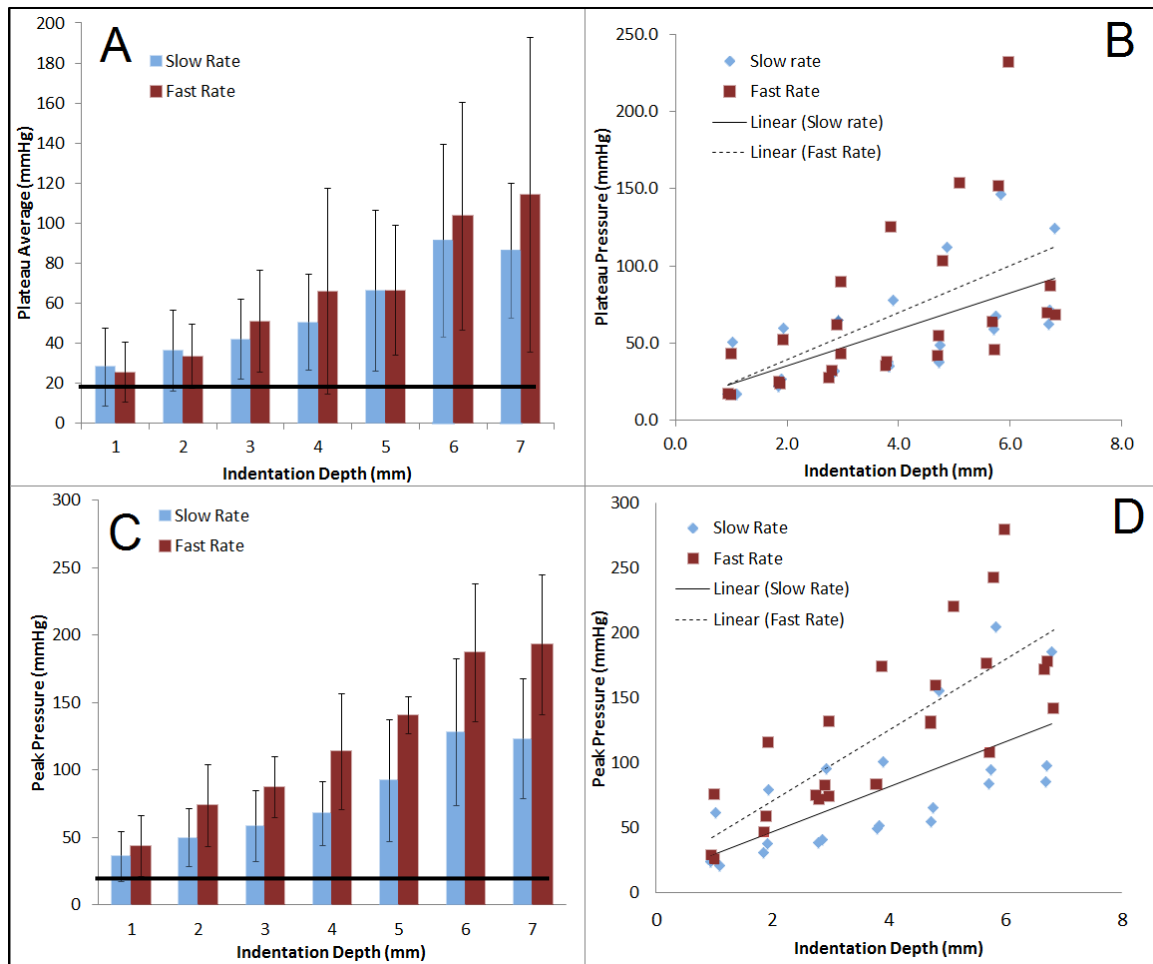 A
Slow Rate
Fast Rate
Plateau Average (mmHg)
200
180
160
140
120
100
80
60
40
20
0
1 2 3 4 5 6 7
Indentation Depth (mm)
B
Slow rate
Fast Rate
Linear (Slow rate)
Linear (Fast Rate)
Plateau Pressure (mmHg)
250.0
200.0
150.0
100.0
50.0
0.0
0.0 2.0 4.0 6.0 8.0
Indentation Depth (mm)
C
Slow Rate
Fast Rate
Peak Pressure (mmHg)
300
250
200
150
100
50
0
1 2 3 4 5 6 7
Indentation Depth (mm)
D
Slow Rate
Fast Rate
Linear (Slow Rate)
Linear (Fast Rate)
Peak Pressure (mmHg)
300
250
200
150
100
50
0
0 2 4 6 8
Indentation Depth (mm)